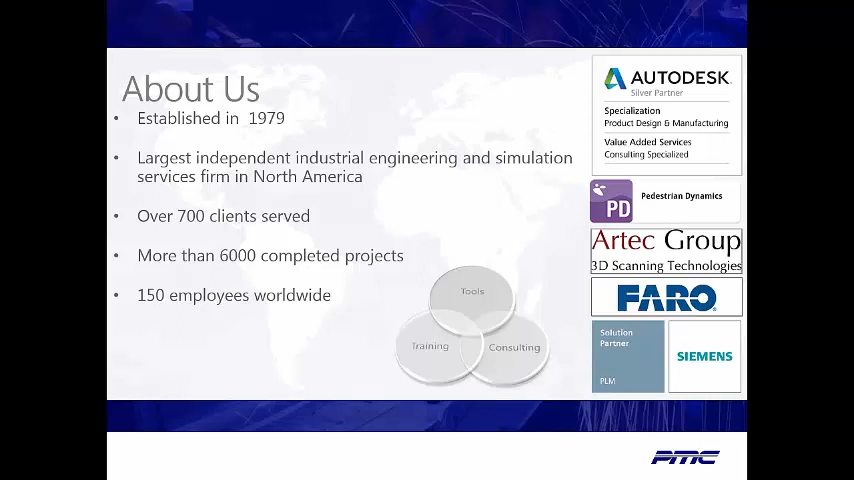 About Us
• Established in 1979
• Largest independent industrial engineering and simulation
services firm in North America
• Over 700 clients served
• More than 6000 completed projects
• 150 employees worldwide
Tools
Training
Consulting
AUTODESK.
Silver Partner
Specialization
Product Design & Manufacturing
Value Added Services
Consulting Specialized
PD
Pedestrian Dynamics
Artec Group
3D Scanning Technologies
FARO
Solution
Partner
PLM
SIEMENS
PMC